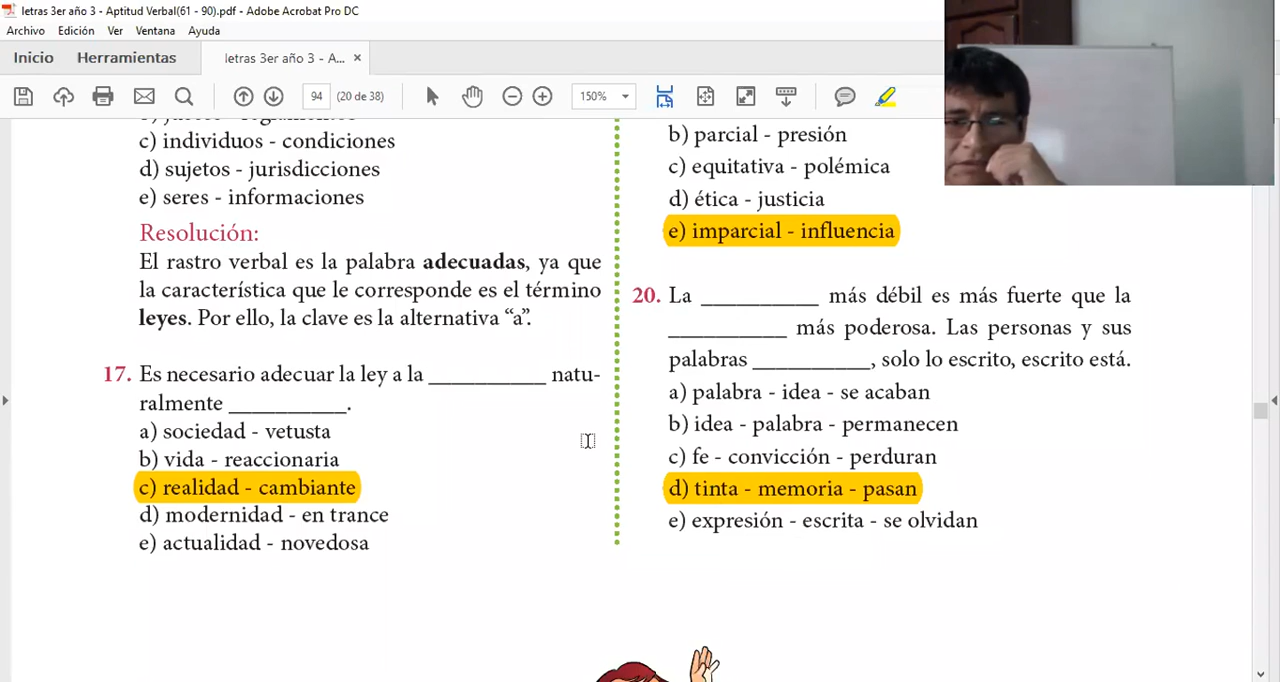 letras 3er año 3 - Aptitud Verbal(61 - 90).pdf - Adobe Acrobat Pro DC
Archivo Edición Ver Ventana Ayuda
Inicio Herramientas letras 3er año 3 - A... ×
94 (20 de 38) 150%
c) individuos - condiciones
d) sujetos - jurisdicciones
e) seres - informaciones
Resolución:
El rastro verbal es la palabra adecuadas, ya que
la característica que le corresponde es el término
leyes. Por ello, la clave es la alternativa “a”.
17. Es necesario adecuar la ley a la __________ natu-
ralmente __________.
a) sociedad - vetusta
b) vida - reaccionaria
c) realidad - cambiante
d) modernidad - en trance
e) actualidad - novedosa
b) parcial - presión
c) equitativa - polémica
d) ética - justicia
e) imparcial - influencia
20. La __________ más débil es más fuerte que la
__________ más poderosa. Las personas y sus
palabras __________, solo lo escrito, escrito está.
a) palabra - idea - se acaban
b) idea - palabra - permanecen
c) fe - convicción - perduran
d) tinta - memoria - pasan
e) expresión - escrita - se olvidan